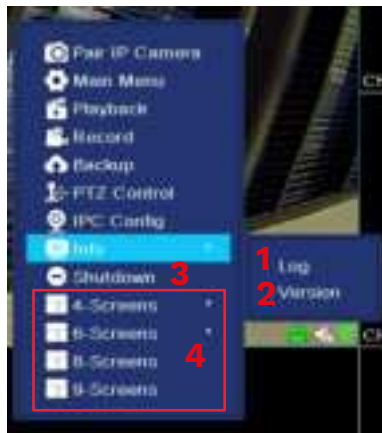 Pair IP Camera
Main Menu
Playback
Record
Backup
PTZ Control
IPC Config
Info
Shutdown 3
4-Screens
6-Screens
8-Screens
9-Screens
4
1 Log
2 Version
CH